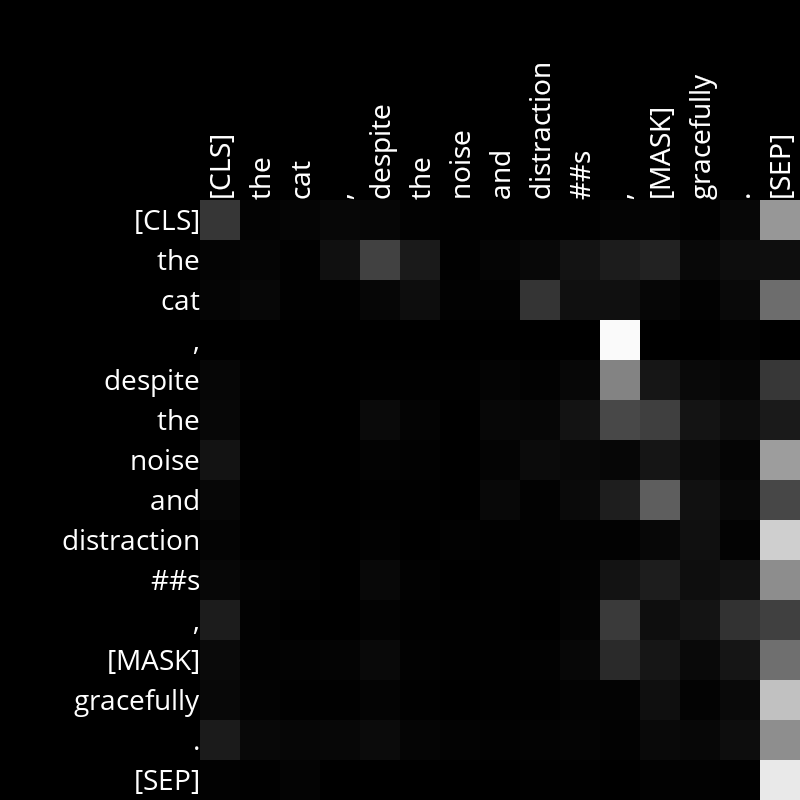 [CLS] the cat , despite the noise and distraction ##s , [MASK] gracefully . [SEP]
[CLS]
the
cat
,
despite
the
noise
and
distraction
##s
,
[MASK]
gracefully
.
[SEP]